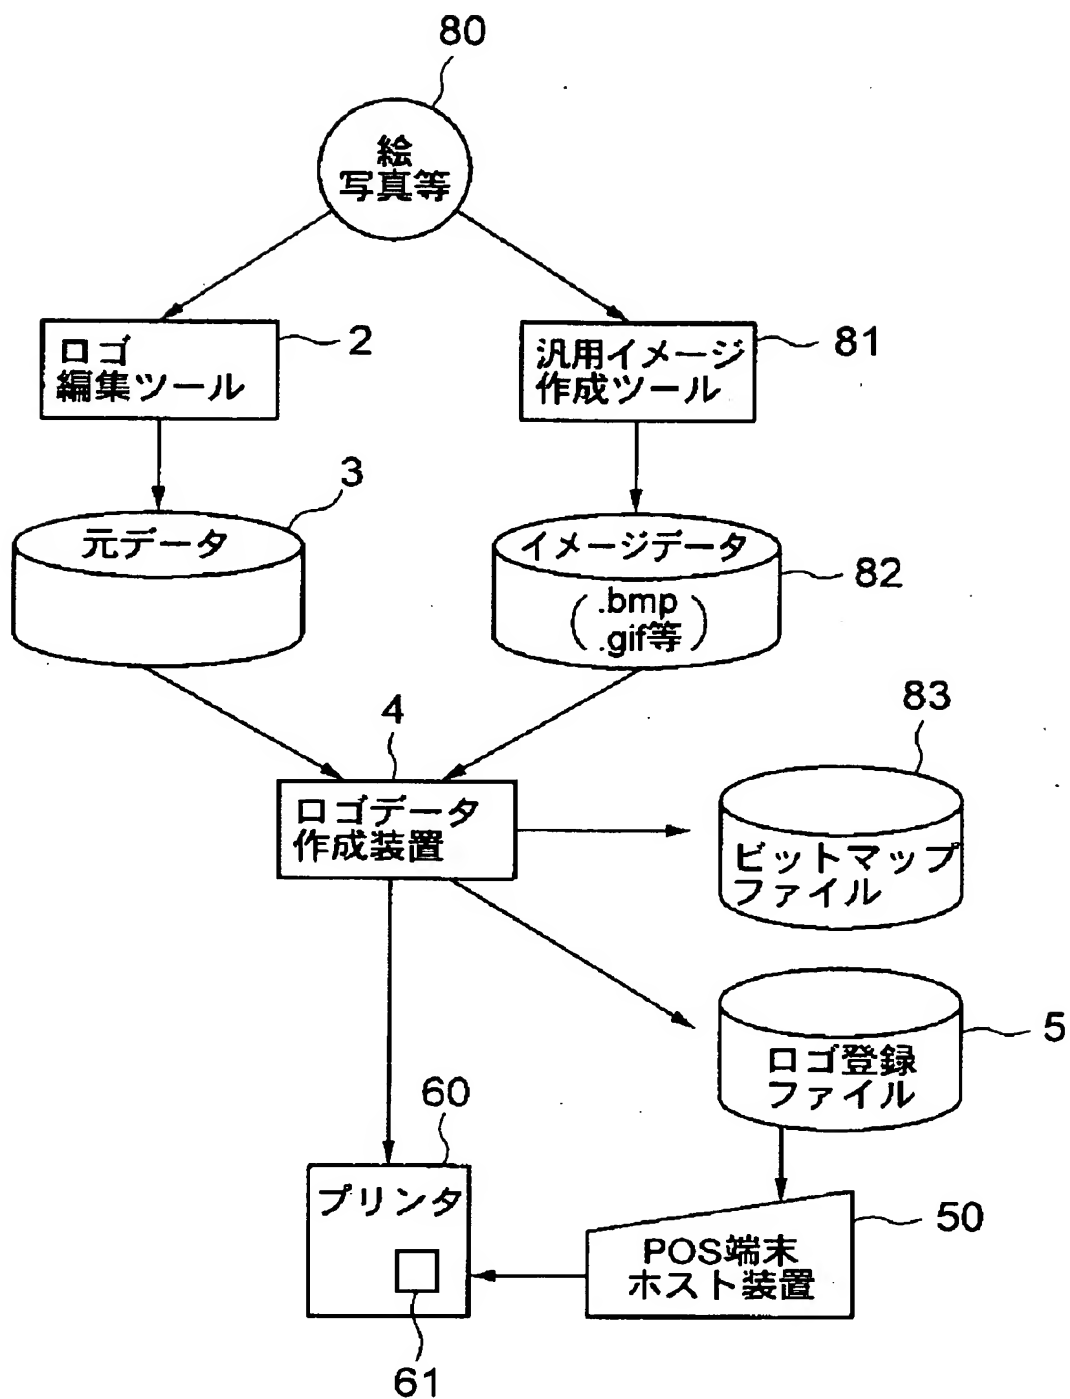 80
絵
写真等
ロゴ
編集ツール
2
汎用イメージ
作成ツール
81
3
元データ
イメージデータ
(.bmp
.gif等)
82
4
ロゴデータ
作成装置
83
ビットマップ
ファイル
ロゴ登録
ファイル
5
60
プリンタ
61
POS端末
ホスト装置
50